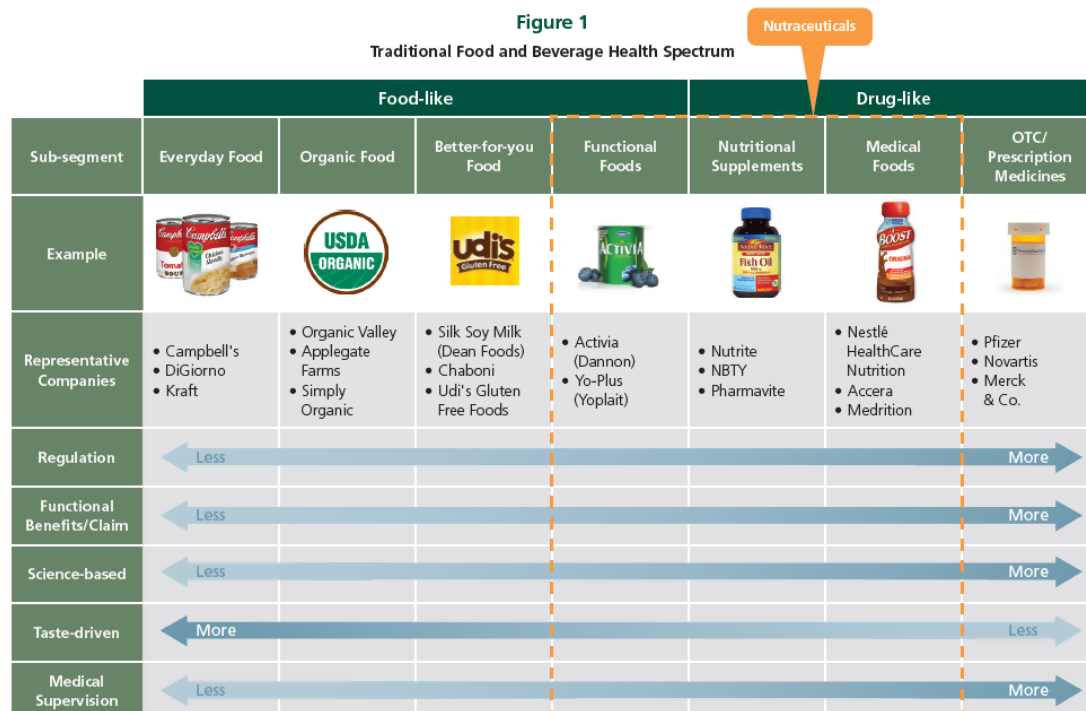 Figure 1
Nutraceuticals
Traditional Food and Beverage Health Spectrum
Food-like
Drug-like
Sub-segment
Everyday Food
Organic Food
Better-for-you
Food
Functional
Foods
Nutritional
Supplements
Medical
Foods
OTC/
Prescription
Medicines
Example
Campbell's
Chicken Noodle
USDA
ORGANIC
udi's
Gluten Free
ACTIVIA
Fish Oil
BOOST
ORIGINAL
Representative
Companies
• Campbell's
• DiGiorno
• Kraft
• Organic Valley
• Applegate
Farms
• Simply
Organic
• Silk Soy Milk
(Dean Foods)
• Chaboni
• Udi's Gluten
Free Foods
• Activia
(Dannon)
• Yo-Plus
(Yoplait)
• Nutrite
• NBTY
• Pharmavite
• Nestlé
HealthCare
Nutrition
• Accera
• Medrition
• Pfizer
• Novartis
• Merck
& Co.
Regulation
Less
More
Functional
Benefits/Claim
Less
More
Science-based
Less
More
Taste-driven
More
Less
Medical
Supervision
Less
More